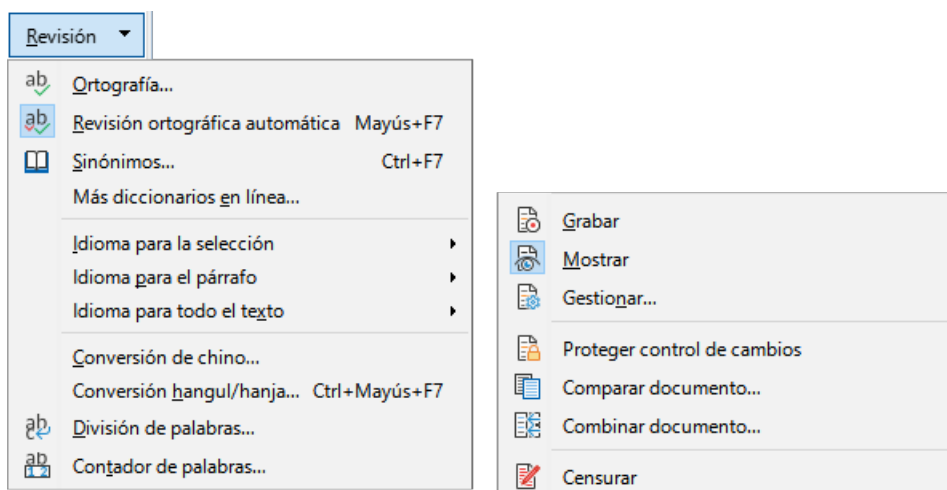 Revisión
Ortografía...
Revisión ortográfica automática Mayús+F7
Sinónimos... Ctrl+F7
Más diccionarios en línea...
Idioma para la selección
Idioma para el párrafo
Idioma para todo el texto
Conversión de chino...
Conversión hangul/hanja... Ctrl+Mayús+F7
División de palabras...
Contador de palabras...
Grabar
Mostrar
Gestionar...
Proteger control de cambios
Comparar documento...
Combinar documento...
Censurar